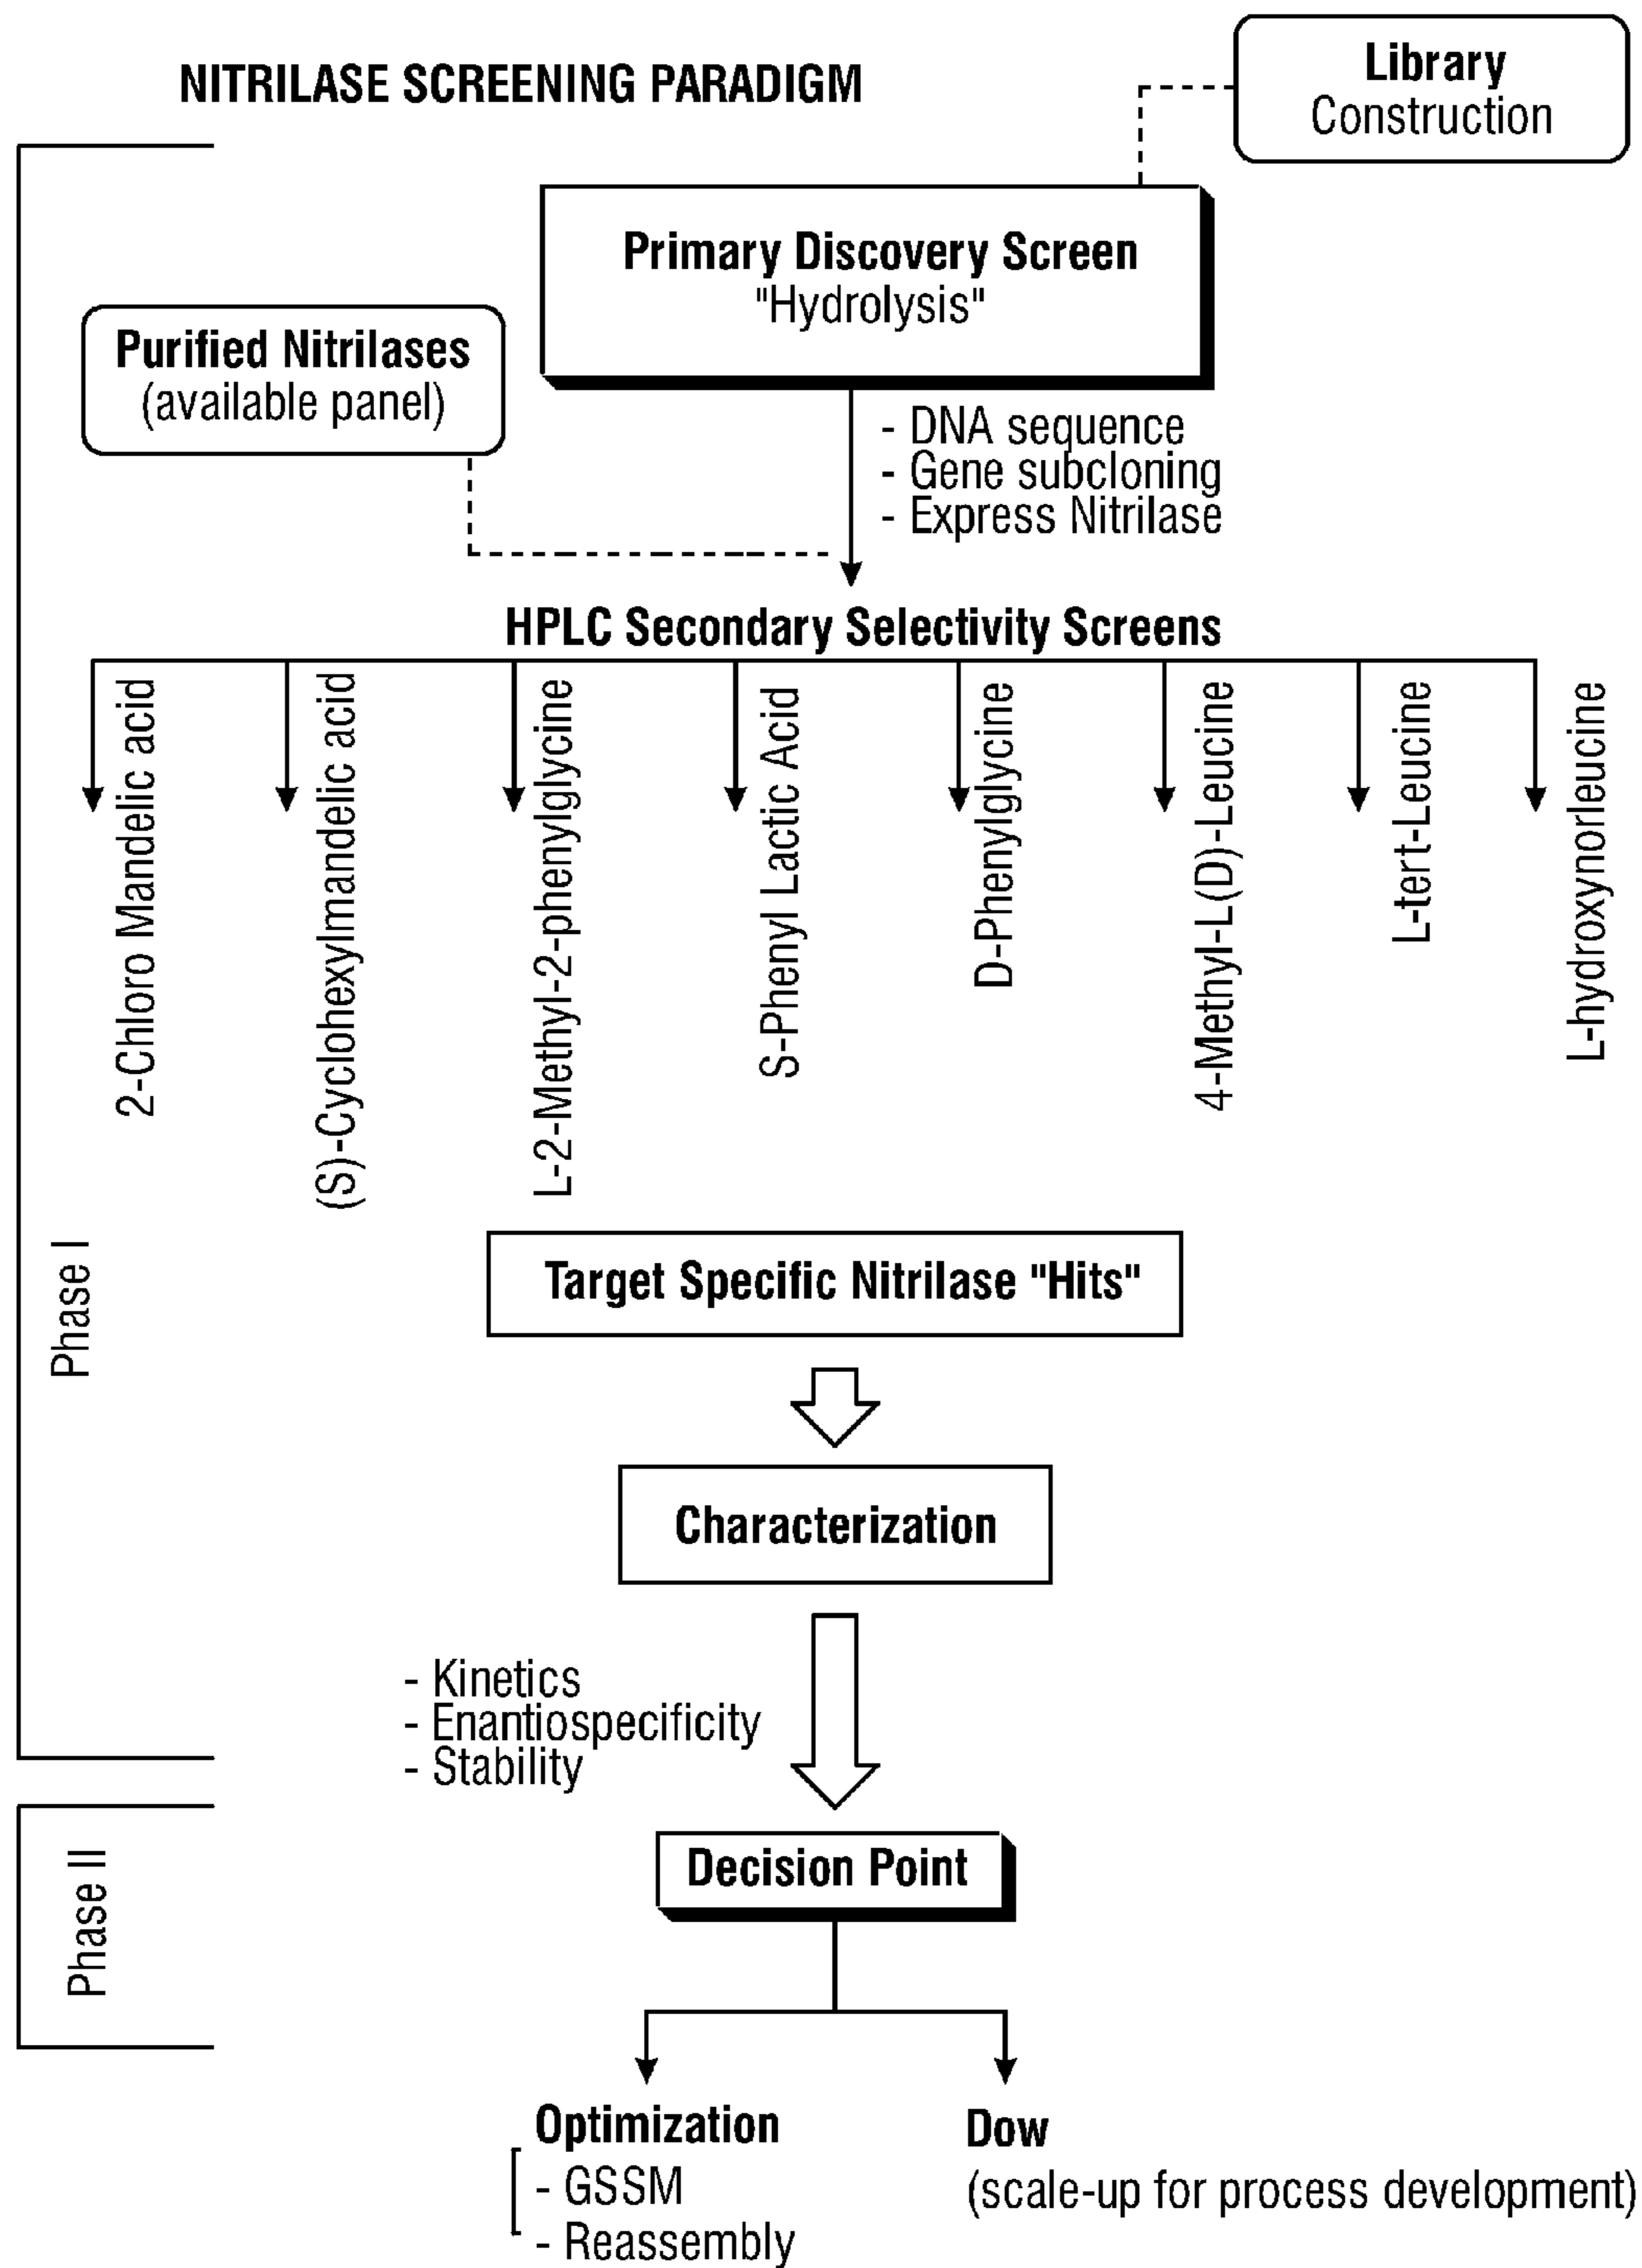 NITRILASE SCREENING PARADIGM
Library
Construction
Primary Discovery Screen
"Hydrolysis"
Purified Nitrilases
(available panel)
- DNA sequence
- Gene subcloning
- Express Nitrilase
HPLC Secondary Selectivity Screens
2-Chloro Mandelic acid
(S)-Cyclohexylmandelic acid
L-2-Methyl-2-phenylglycine
S-Phenyl Lactic Acid
D-Phenylglycine
4-Methyl-L(D)-Leucine
L-tert-Leucine
L-hydroxynorleucine
Phase I
Target Specific Nitrilase "Hits"
Characterization
- Kinetics
- Enantiospecificity
- Stability
Phase II
Decision Point
Optimization
- GSSM
- Reassembly
Dow
(scale-up for process development)